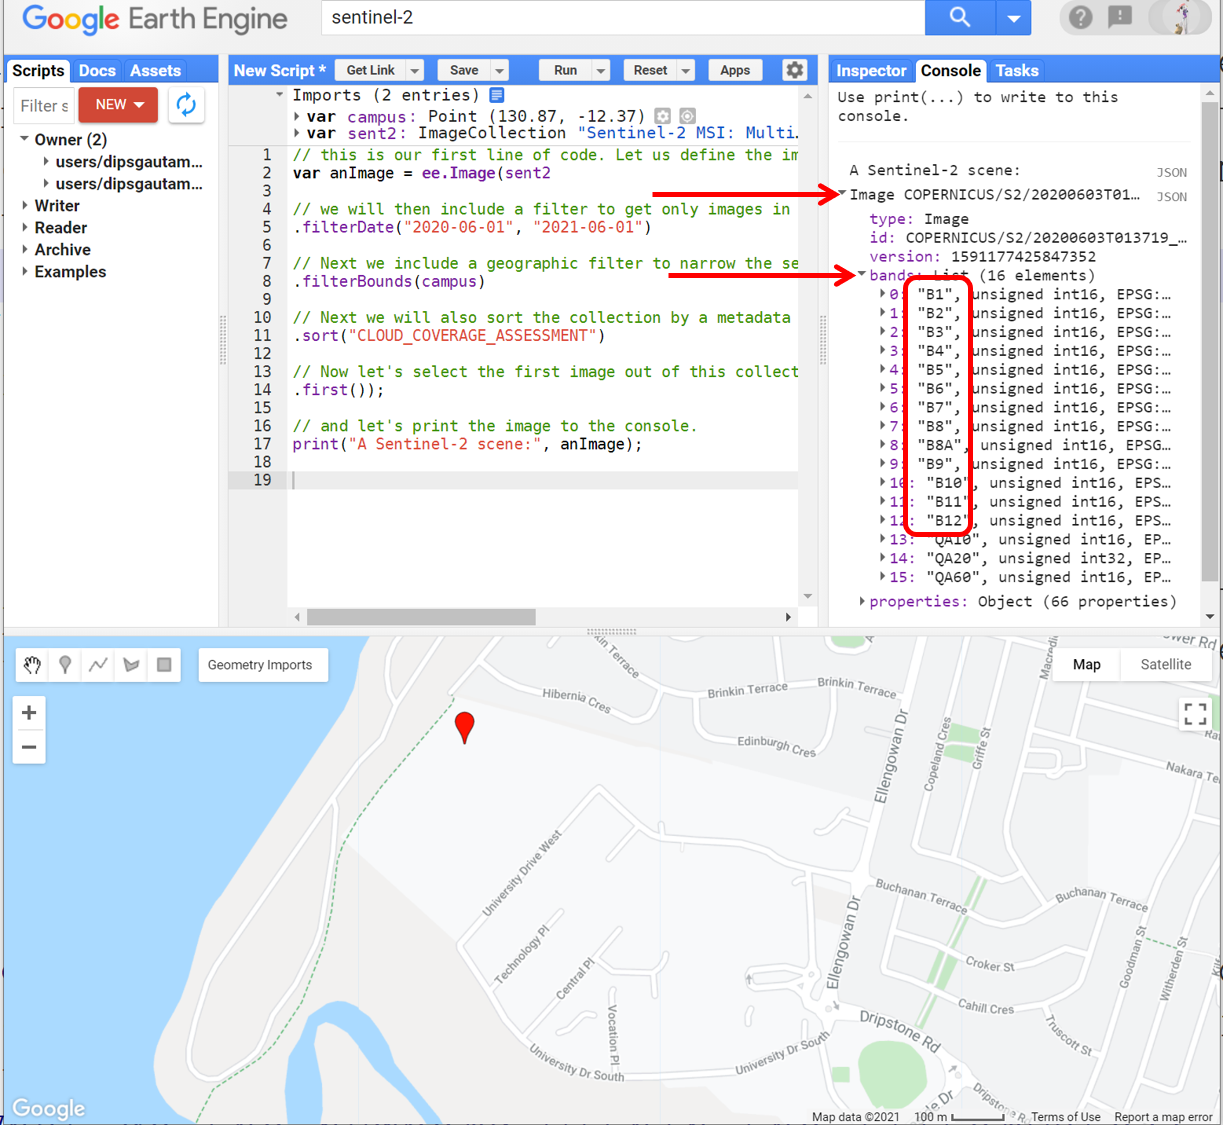 Google Earth Engine
sentinel-2
Scripts Docs Assets
Filter s
NEW
Owner (2)
users/dipsgautam...
users/dipsgautam...
Writer
Reader
Archive
Examples
New Script *
Get Link
Save
Run
Reset
Apps
Imports (2 entries)
var campus: Point (130.87, -12.37)
var sent2: ImageCollection "Sentinel-2 MSI: Multi.
1 // this is our first line of code. Let us define the im
2 var anImage = ee.Image(sent2
3
4 // we will then include a filter to get only images in
5 .filterDate("2020-06-01", "2021-06-01")
6
7 // Next we include a geographic filter to narrow the se
8 .filterBounds(campus)
9
10 // Next we will also sort the collection by a metadata
11 .sort("CLOUD_COVERAGE_ASSESSMENT")
12
13 // Now let's select the first image out of this collect
14 .first());
15
16 // and let's print the image to the console.
17 print("A Sentinel-2 scene:", anImage);
18
19
Inspector Console Tasks
Use print(...) to write to this
console.
A Sentinel-2 scene: JSON
Image COPERNICUS/S2/20200603T01... JSON
type: Image
id: COPERNICUS/S2/20200603T013719_...
version: 1591177425847352
bands: List (16 elements)
0: "B1", unsigned int16, EPSG:...
1: "B2", unsigned int16, EPSG:...
2: "B3", unsigned int16, EPSG:...
3: "B4", unsigned int16, EPSG:...
4: "B5", unsigned int16, EPSG:...
5: "B6", unsigned int16, EPSG:...
6: "B7", unsigned int16, EPSG:...
7: "B8", unsigned int16, EPSG:...
8: "B8A", unsigned int16, EPSG...
9: "B9", unsigned int16, EPSG:...
10: "B10", unsigned int16, EPS...
11: "B11", unsigned int16, EPS...
12: "B12", unsigned int16, EPS...
13: "QA10", unsigned int16, EP...
14: "QA20", unsigned int32, EP...
15: "QA60", unsigned int16, EP...
properties: Object (66 properties)
Geometry Imports
Map Satellite
Brinkin Terrace
Hibernia Cres
Brinkin Terrace
Brinkin Terrace
Edinburgh Cres
Ellengowan Dr
Copeland Cres
Griffe St
Nakara Ter
University Drive West
Technology Pl
Central Pl
Vocation Pl
University Dr South
University Dr South
Ellengowan Dr
Buchanan Terrace
Buchanan Terrace
Croker St
Cahill Cres
Goodman St
Witherden St
Truscott St
Dripstone Rd
Dripstone R
Google
Map data ©2021 100 m Terms of Use Report a map error